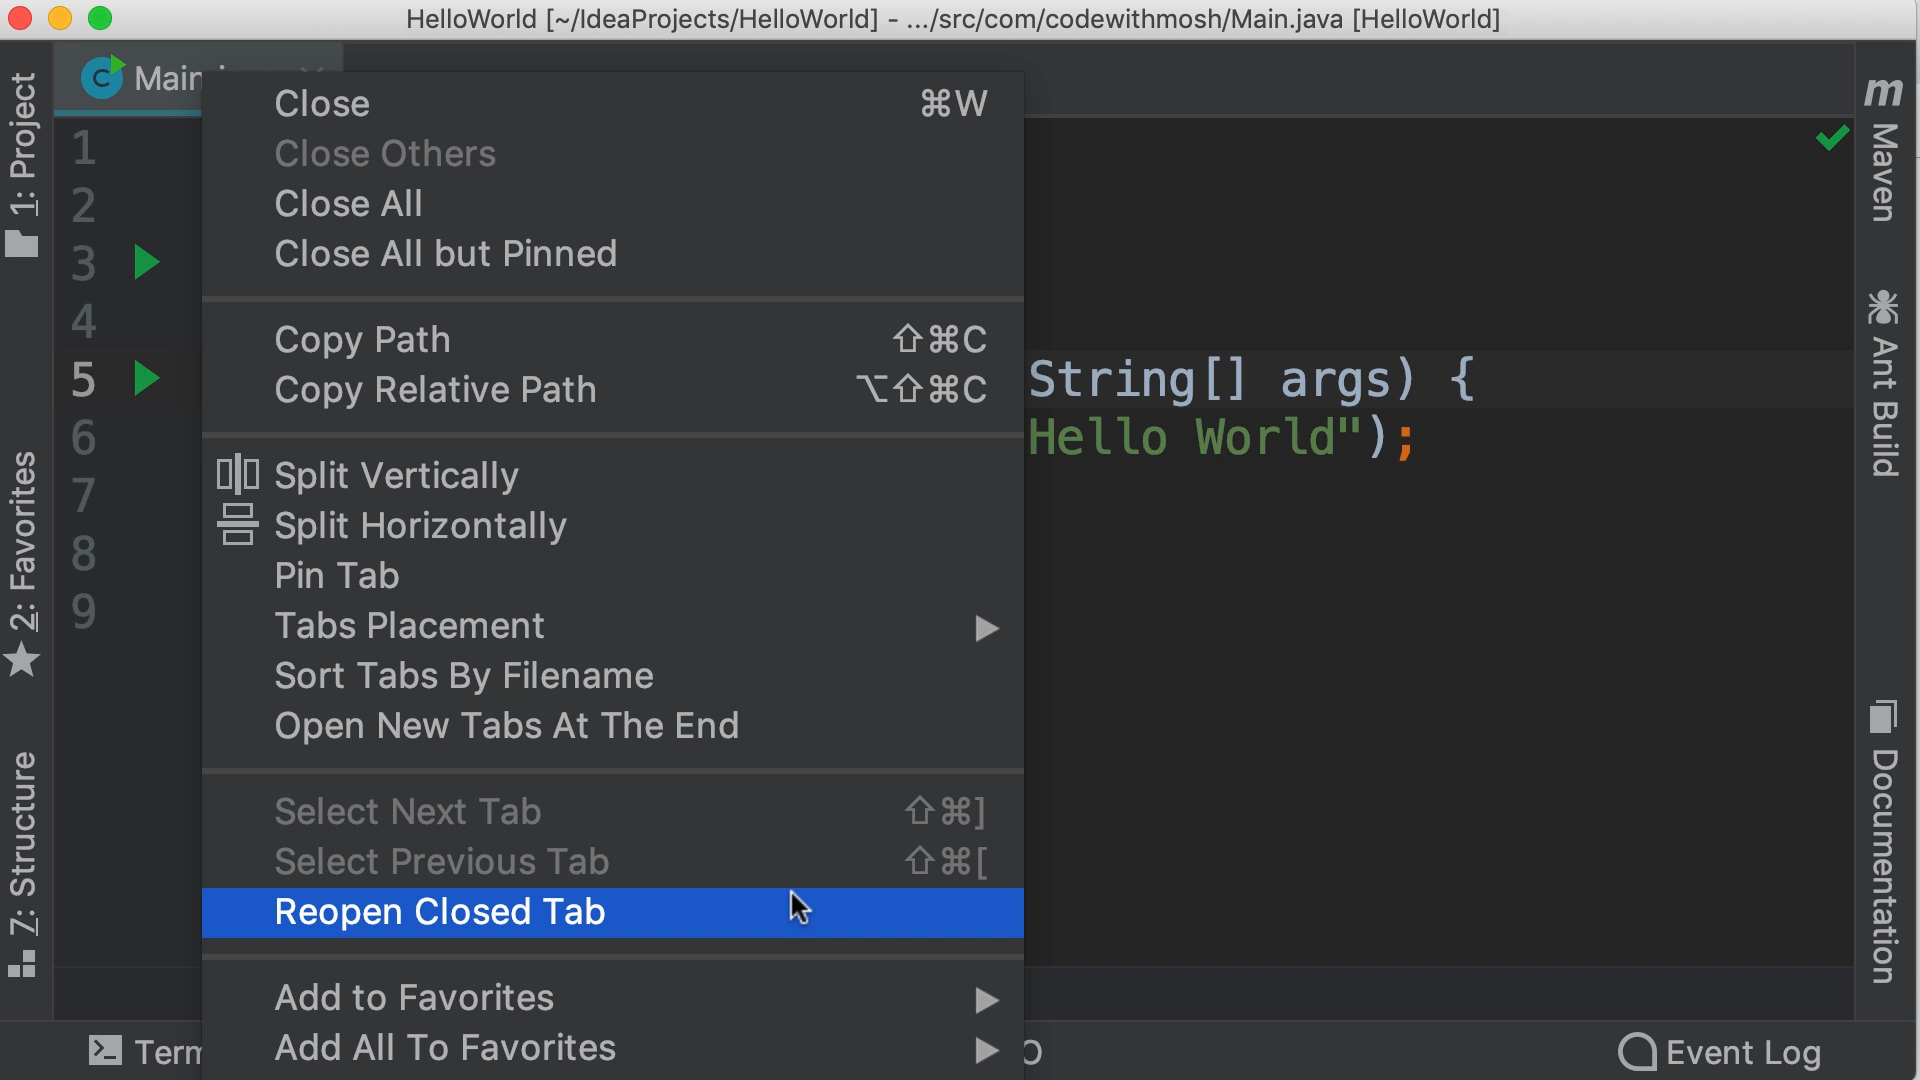 HelloWorld [~/IdeaProjects/HelloWorld] - .../src/com/codewithmosh/Main.java [HelloWorld]
1: Project
2: Favorites
7: Structure
Main
1
2
3
4
5
6
7
8
9
Close ⌘W
Close Others
Close All
Close All but Pinned
Copy Path ⇧⌘C
Copy Relative Path ⌥⇧⌘C
Split Vertically
Split Horizontally
Pin Tab
Tabs Placement
Sort Tabs By Filename
Open New Tabs At The End
Select Next Tab ⇧⌘]
Select Previous Tab ⇧⌘[
Reopen Closed Tab
Add to Favorites
Add All To Favorites
String[] args) {
Hello World");
m Maven
Ant Build
Documentation
Term
Event Log